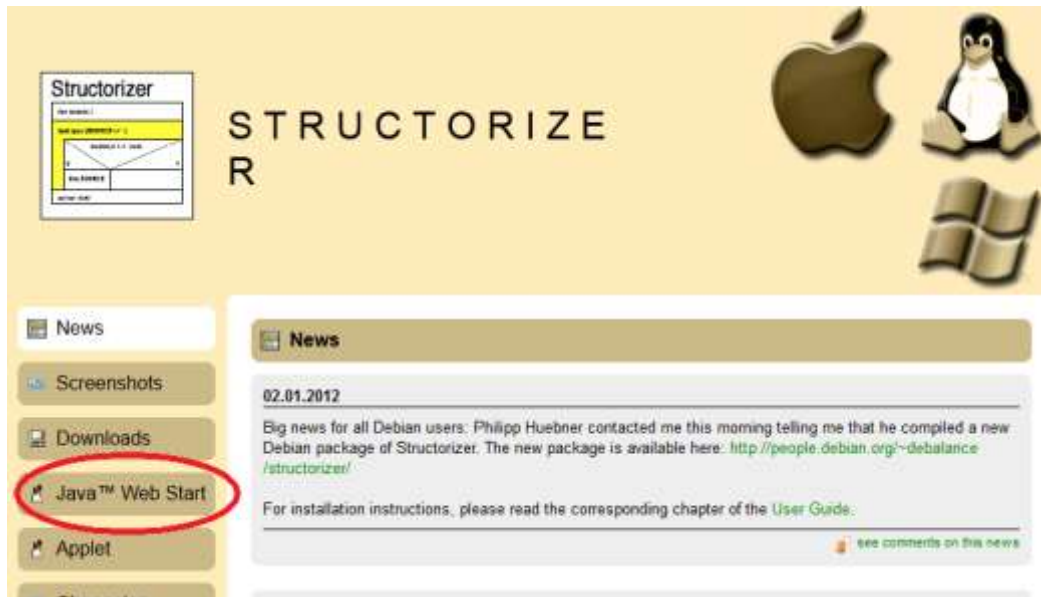 Structorizer
STRUCTORIZE
R
News
Screenshots
Downloads
Java™ Web Start
Applet
News
02.01.2012
Big news for all Debian users: Philipp Huebner contacted me this morning telling me that he compiled a new
Debian package of Structorizer. The new package is available here: http://people.debian.org/~debalance
/structorizer/
For installation instructions, please read the corresponding chapter of the User Guide.
see comments on this news